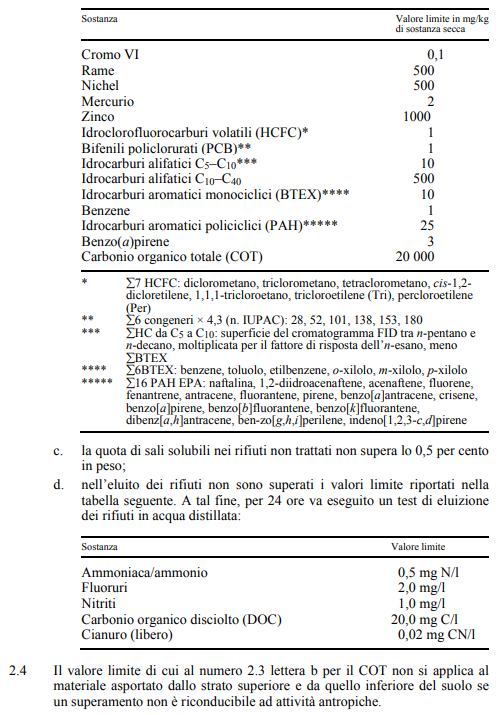 Sostanza Valore limite in mg/kg
di sostanza secca
Cromo VI 0,1
Rame 500
Nichel 500
Mercurio 2
Zinco 1000
Idroclorofluorocarburi volatili (HCFC)* 1
Bifenili policlorurati (PCB)** 1
Idrocarburi alifatici C5–C10*** 10
Idrocarburi alifatici C10–C40 500
Idrocarburi aromatici monociclici (BTEX)**** 10
Benzene 1
Idrocarburi aromatici policiclici (PAH)***** 25
Benzo(a)pirene 3
Carbonio organico totale (COT) 20 000
* ∑7 HCFC: diclorometano, triclorometano, tetraclorometano, cis-1,2-
dicloretilene, 1,1,1-tricloroetano, tricloroetilene (Tri), percloroetilene
(Per)
** ∑6 congeneri × 4,3 (n. IUPAC): 28, 52, 101, 138, 153, 180
*** ∑HC da C5 a C10: superficie del cromatogramma FID tra n-pentano e
n-decano, moltiplicata per il fattore di risposta dell’n-esano, meno
∑BTEX
**** ∑6BTEX: benzene, toluolo, etilbenzene, o-xilolo, m-xilolo, p-xilolo
***** ∑16 PAH EPA: naftalina, 1,2-diidroacenaftene, acenaftene, fluorene,
fenantrene, antracene, fluorantene, pirene, benzo[a]antracene, crisene,
benzo[a]pirene, benzo[b]fluorantene, benzo[k]fluorantene,
dibenz[a,h]antracene, ben-zo[g,h,i]perilene, indeno[1,2,3-c,d]pirene
c. la quota di sali solubili nei rifiuti non trattati non supera lo 0,5 per cento
in peso;
d. nell’eluito dei rifiuti non sono superati i valori limite riportati nella
tabella seguente. A tal fine, per 24 ore va eseguito un test di eluizione
dei rifiuti in acqua distillata:
Sostanza Valore limite
Ammoniaca/ammonio 0,5 mg N/l
Fluoruri 2,0 mg/l
Nitriti 1,0 mg/l
Carbonio organico disciolto (DOC) 20,0 mg C/l
Cianuro (libero) 0,02 mg CN/l
2.4 Il valore limite di cui al numero 2.3 lettera b per il COT non si applica al
materiale asportato dallo strato superiore e da quello inferiore del suolo se
un superamento non è riconducibile ad attività antropiche.